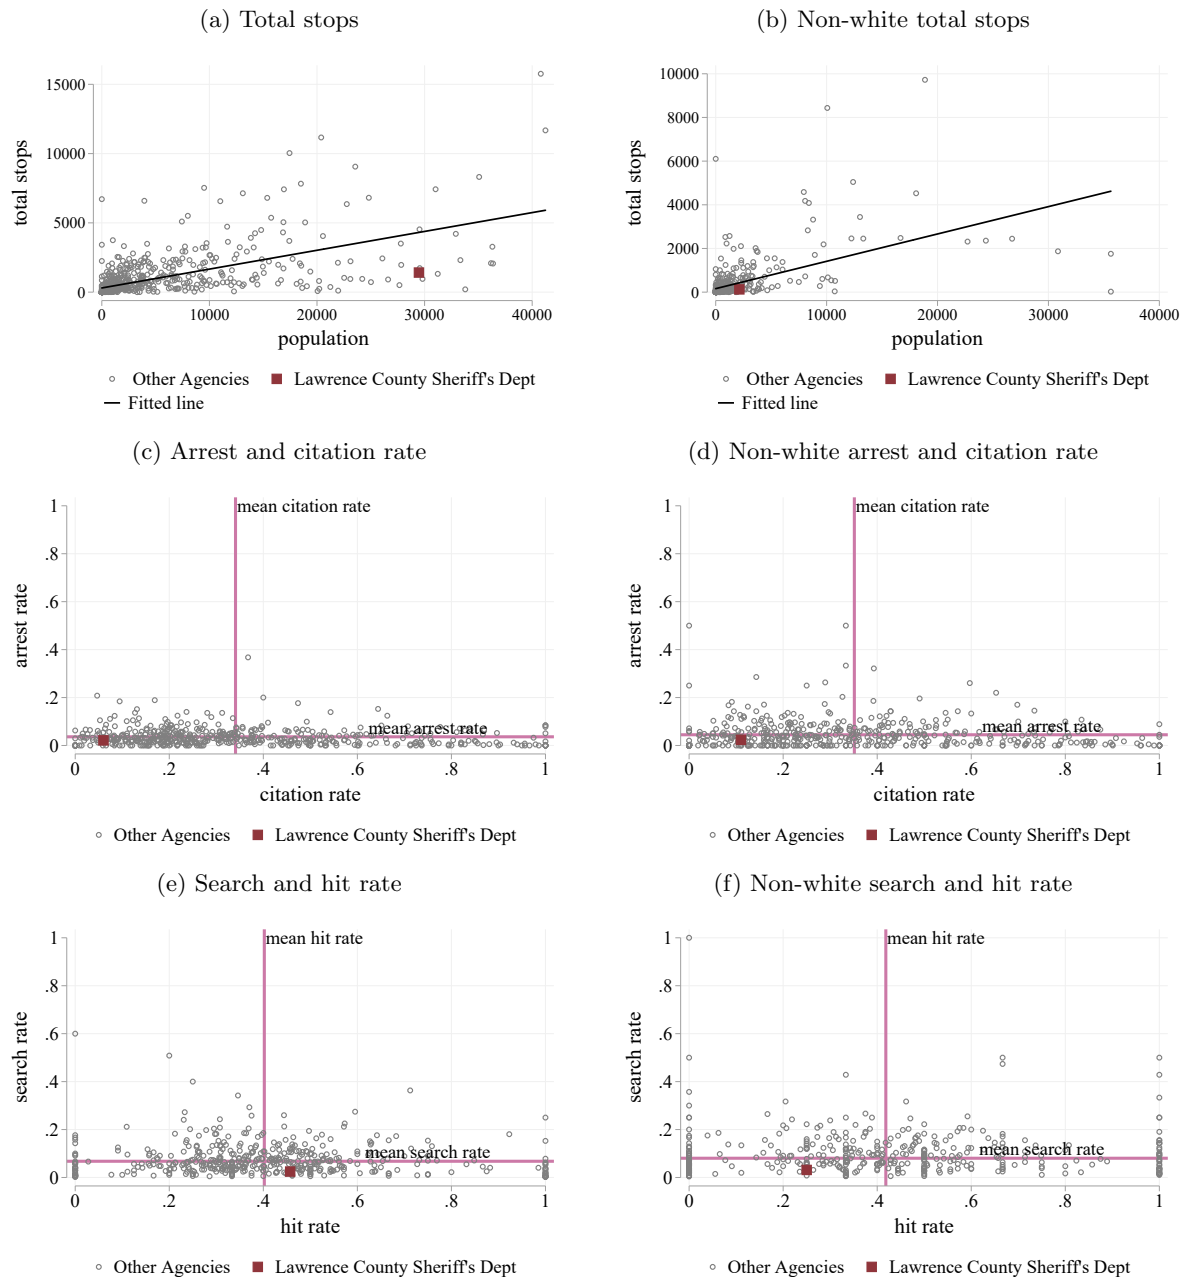 (a) Total stops
(b) Non-white total stops
total stops
15000
10000
5000
0
0 10000 20000 30000 40000
population
Other Agencies Lawrence County Sheriff's Dept
Fitted line
total stops
10000
8000
6000
4000
2000
0
0 10000 20000 30000 40000
population
Other Agencies Lawrence County Sheriff's Dept
Fitted line
(c) Arrest and citation rate
(d) Non-white arrest and citation rate
arrest rate
1
.8
.6
.4
.2
0
mean citation rate
mean arrest rate
0 .2 .4 .6 .8 1
citation rate
Other Agencies Lawrence County Sheriff's Dept
arrest rate
1
.8
.6
.4
.2
0
mean citation rate
mean arrest rate
0 .2 .4 .6 .8 1
citation rate
Other Agencies Lawrence County Sheriff's Dept
(e) Search and hit rate
(f) Non-white search and hit rate
search rate
1
.8
.6
.4
.2
0
mean hit rate
mean search rate
0 .2 .4 .6 .8 1
hit rate
Other Agencies Lawrence County Sheriff's Dept
search rate
1
.8
.6
.4
.2
0
mean hit rate
mean search rate
0 .2 .4 .6 .8 1
hit rate
Other Agencies Lawrence County Sheriff's Dept